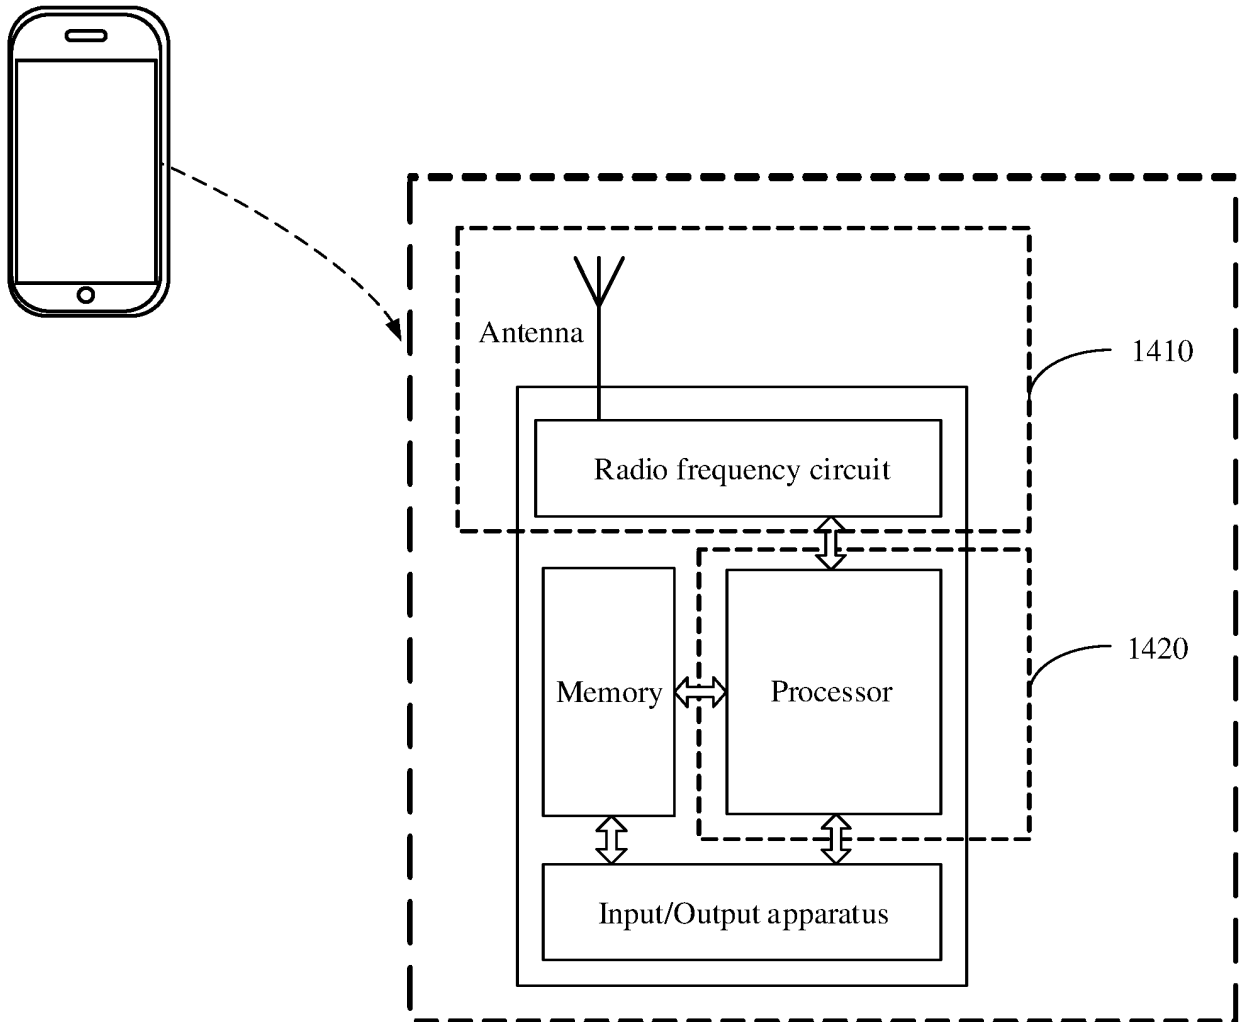 Antenna
1410
Radio frequency circuit
1420
Memory
Processor
Input/Output apparatus